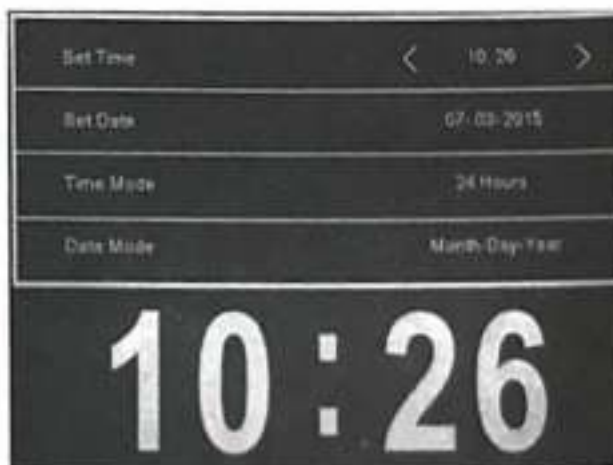 Set Time < 10:26 >
Set Date 07-03-2015
Time Mode 24 Hours
Date Mode Month-Day-Year
10:26